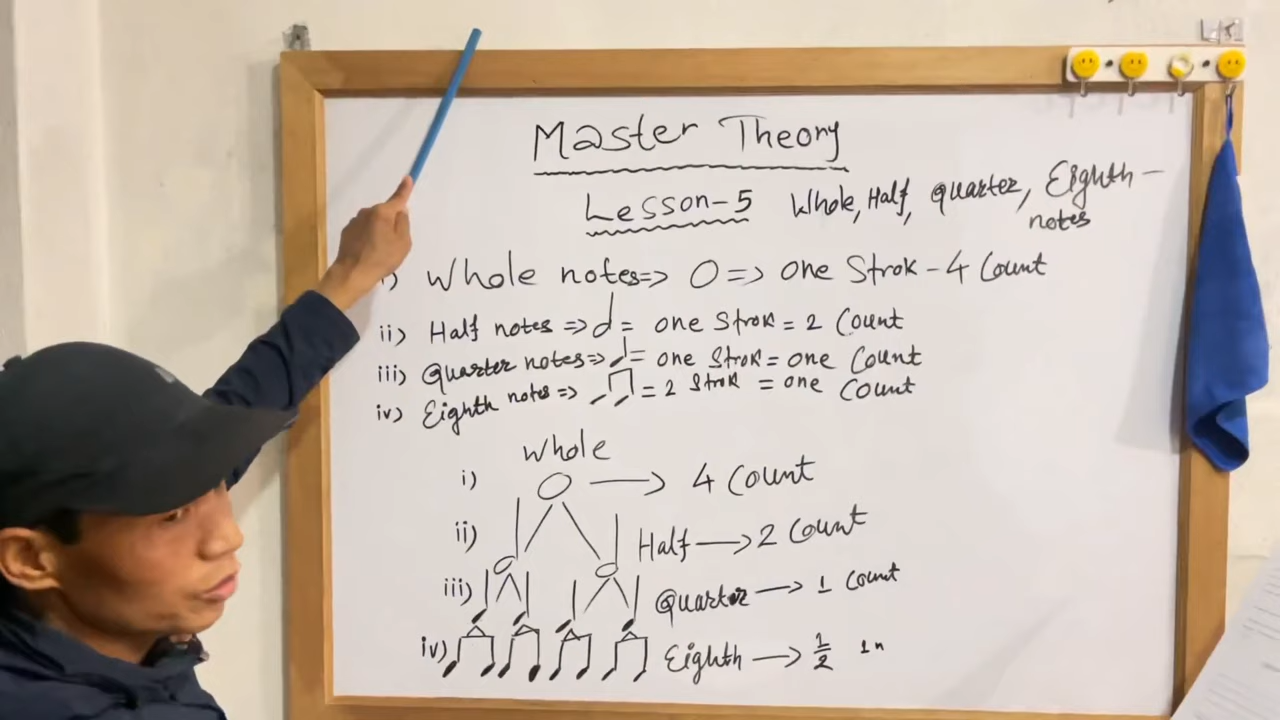 Master Theory
Lesson-5 Whole, Half, quarter, Eighth-
notes
i) Whole notes=> O => one Strok - 4 Count
ii) Half notes => d = one Strok = 2 Count
iii) Quarter notes=> ♩= one Strok = one Count
iv) Eighth notes => ♫ = 2 Strok = one Count
Whole
i) O → 4 Count
ii) Half → 2 Count
iii) Quarter → 1 Count
iv) Eighth → 1/2 1n